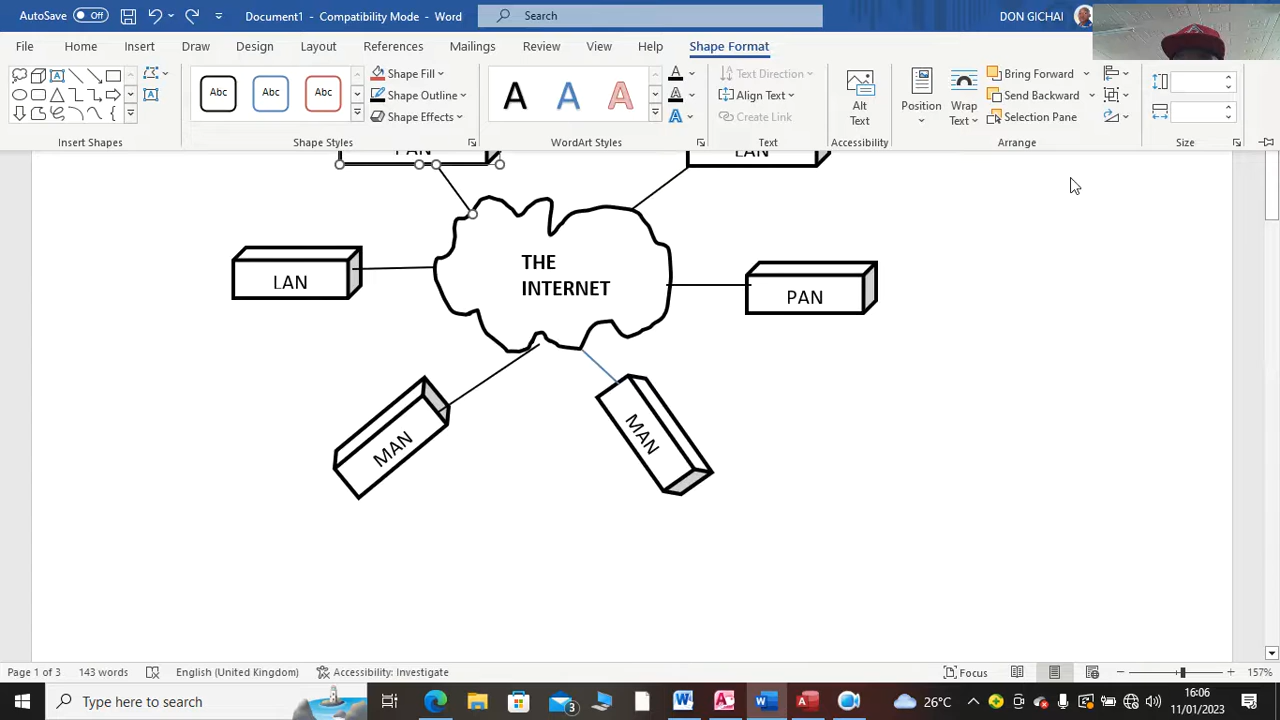 AutoSave Off Document1 - Compatibility Mode - Word Search DON GICHAI
File Home Insert Draw Design Layout References Mailings Review View Help Shape Format
Abc Abc Abc
Shape Fill
Shape Outline
Shape Effects
A A A
A
A
A
Text Direction
Align Text
Create Link
Alt Text
Position
Wrap Text
Bring Forward
Send Backward
Selection Pane
Insert Shapes Shape Styles WordArt Styles Text Accessibility Arrange Size
PAN LAN
THE
INTERNET
LAN
PAN
MAN
MAN
Page 1 of 3 143 words English (United Kingdom) Accessibility: Investigate Focus 157%
Type here to search 3 26°C 16:06
11/01/2023